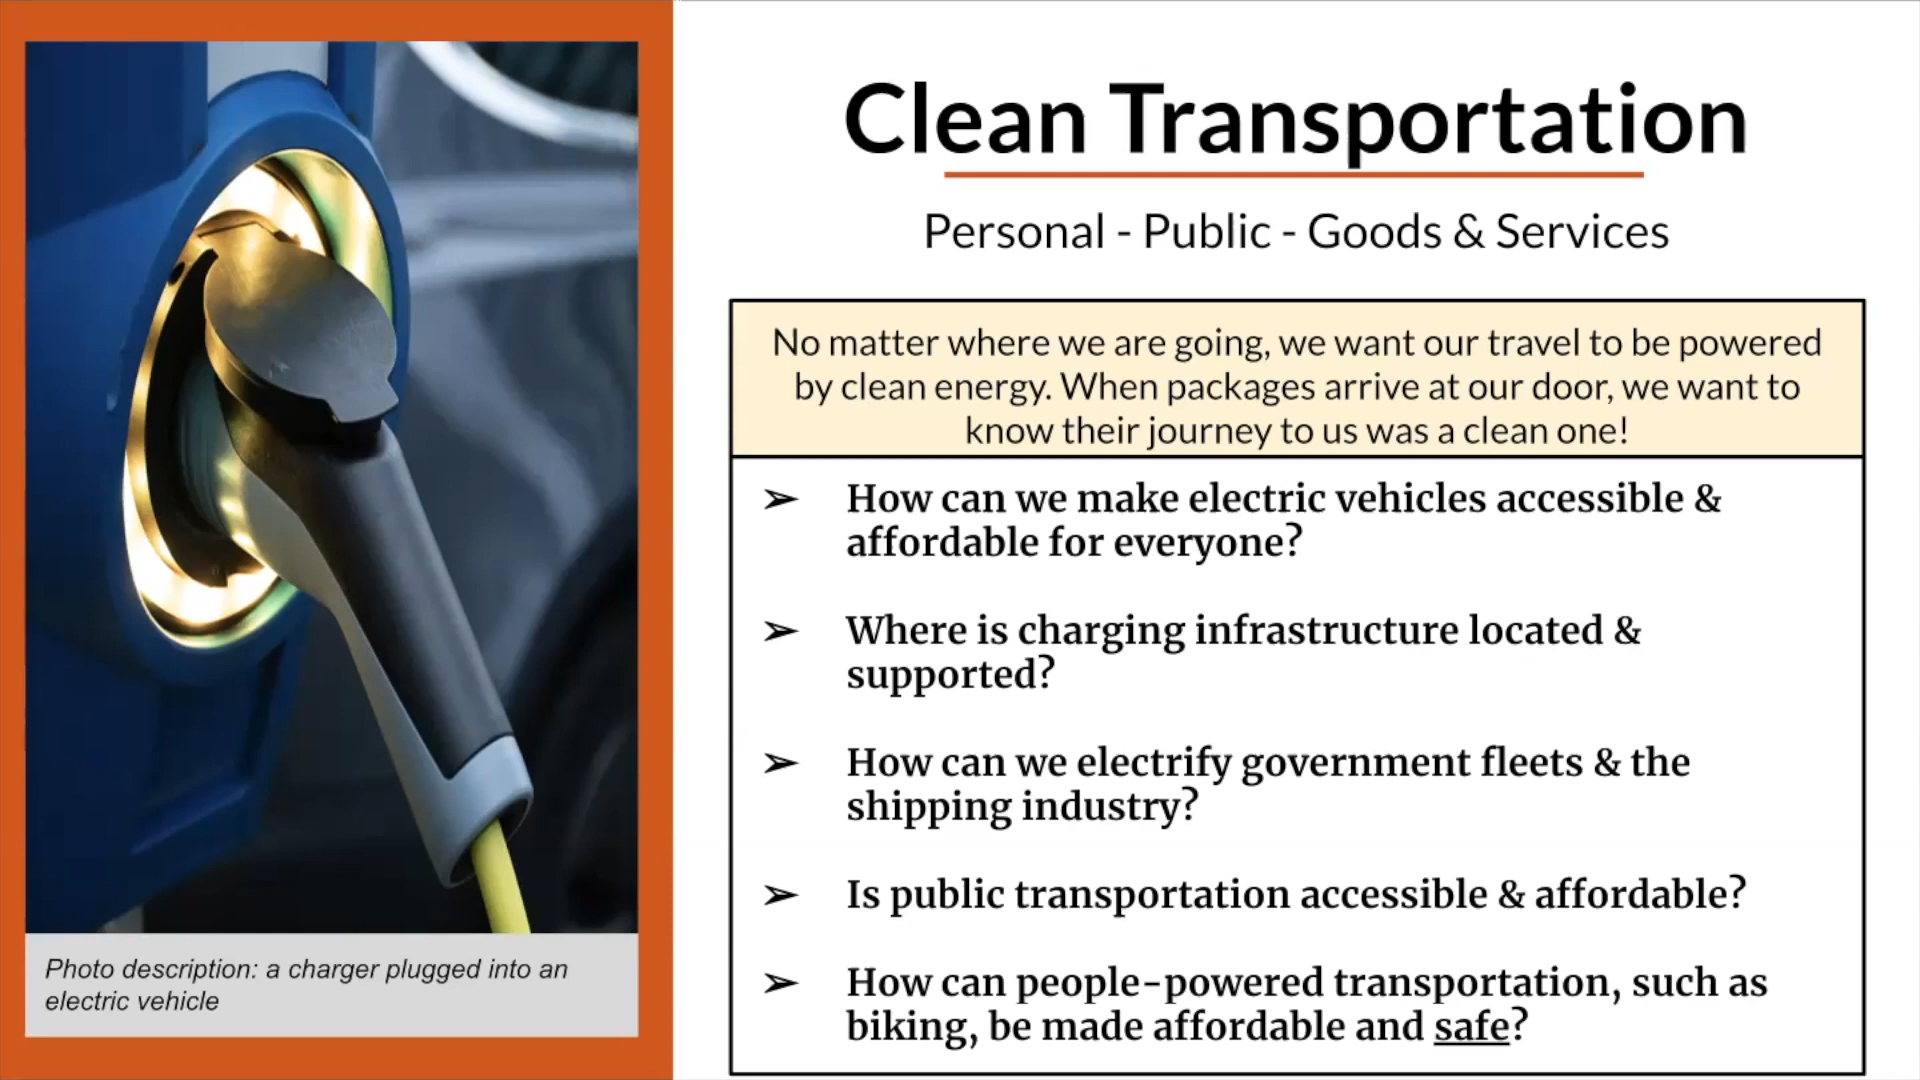 Clean Transportation
Personal - Public - Goods & Services
No matter where we are going, we want our travel to be powered
by clean energy. When packages arrive at our door, we want to
know their journey to us was a clean one!
➢ How can we make electric vehicles accessible &
affordable for everyone?
➢ Where is charging infrastructure located &
supported?
➢ How can we electrify government fleets & the
shipping industry?
➢ Is public transportation accessible & affordable?
➢ How can people-powered transportation, such as
biking, be made affordable and safe?
Photo description: a charger plugged into an
electric vehicle